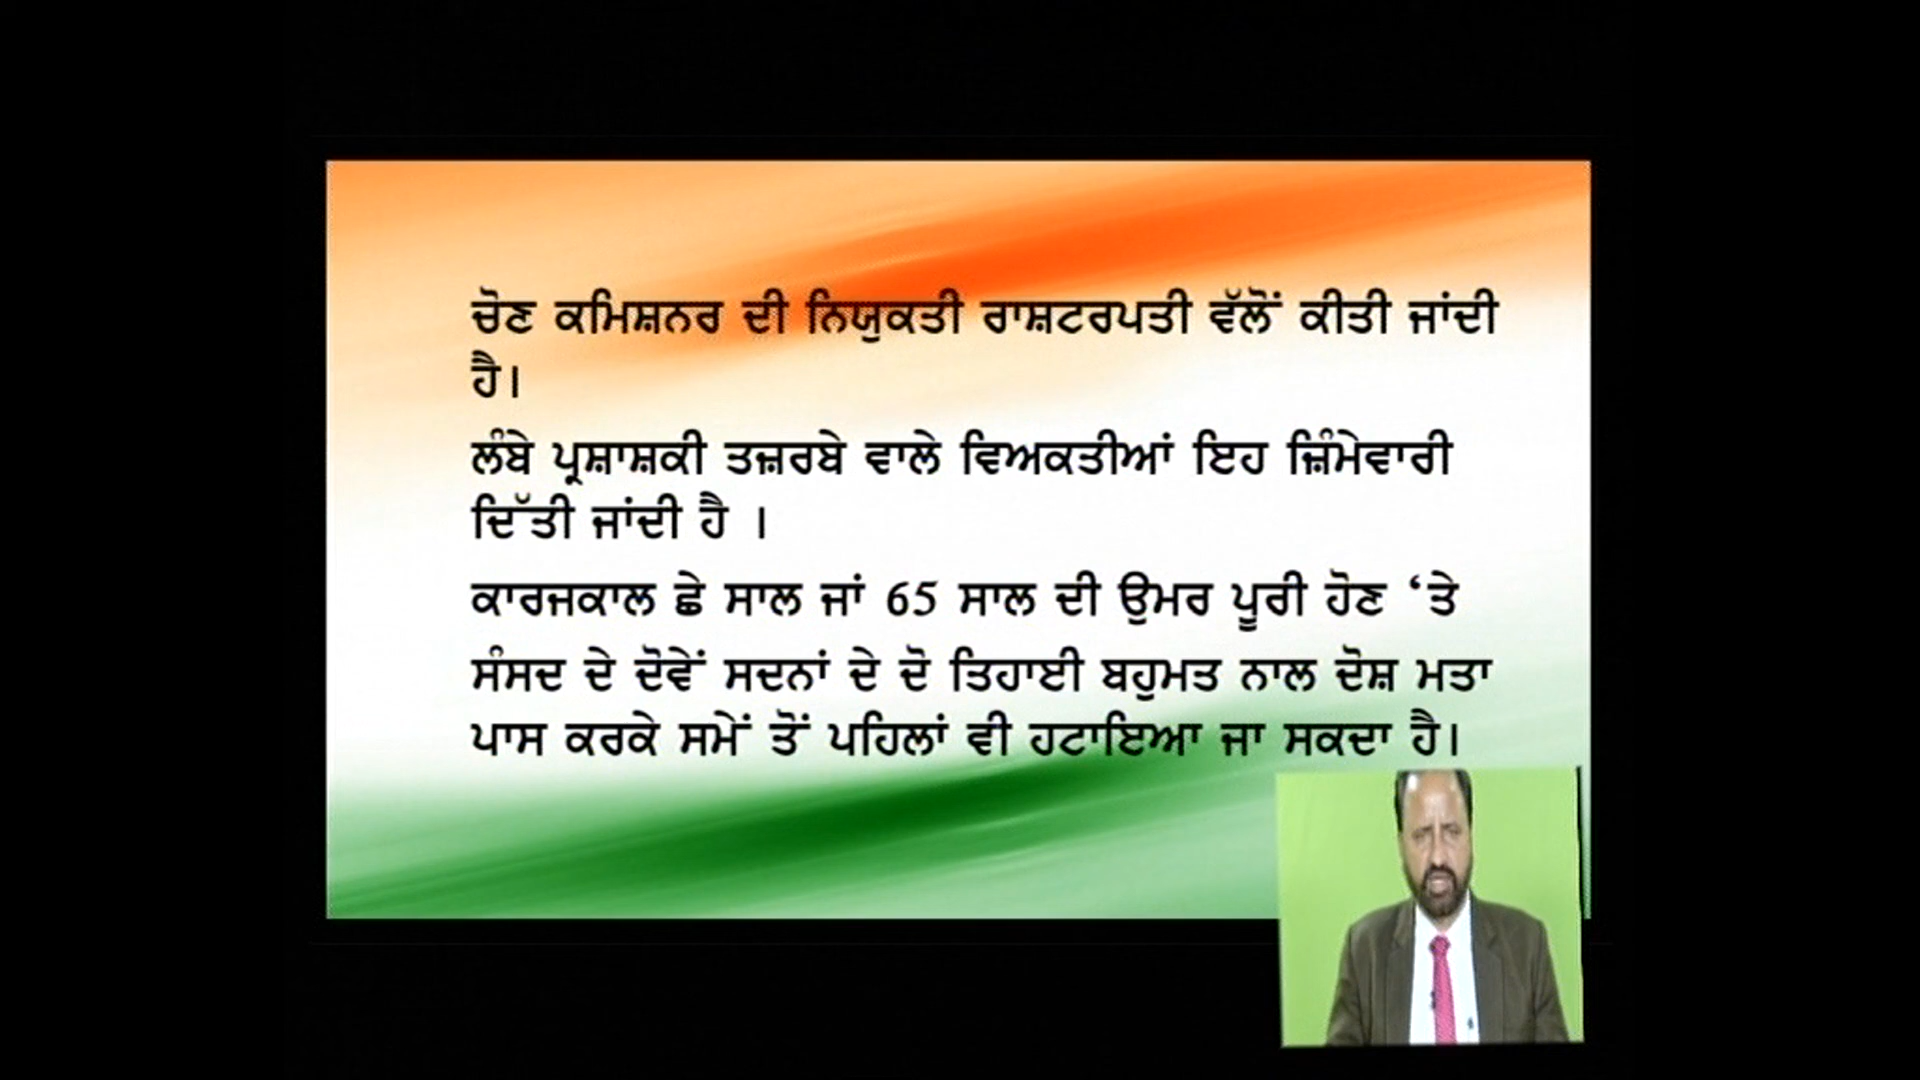 ਚੋਣ ਕਮਿਸ਼ਨਰ ਦੀ ਨਿਯੁਕਤੀ ਰਾਸ਼ਟਰਪਤੀ ਵੱਲੋਂ ਕੀਤੀ ਜਾਂਦੀ
ਹੈ।
ਲੰਬੇ ਪ੍ਰਸ਼ਾਸ਼ਕੀ ਤਜ਼ਰਬੇ ਵਾਲੇ ਵਿਅਕਤੀਆਂ ਇਹ ਜ਼ਿੰਮੇਵਾਰੀ
ਦਿੱਤੀ ਜਾਂਦੀ ਹੈ ।
ਕਾਰਜਕਾਲ ਛੇ ਸਾਲ ਜਾਂ 65 ਸਾਲ ਦੀ ਉਮਰ ਪੂਰੀ ਹੋਣ ‘ਤੇ
ਸੰਸਦ ਦੇ ਦੋਵੇਂ ਸਦਨਾਂ ਦੇ ਦੋ ਤਿਹਾਈ ਬਹੁਮਤ ਨਾਲ ਦੋਸ਼ ਮਤਾ
ਪਾਸ ਕਰਕੇ ਸਮੇਂ ਤੋਂ ਪਹਿਲਾਂ ਵੀ ਹਟਾਇਆ ਜਾ ਸਕਦਾ ਹੈ।